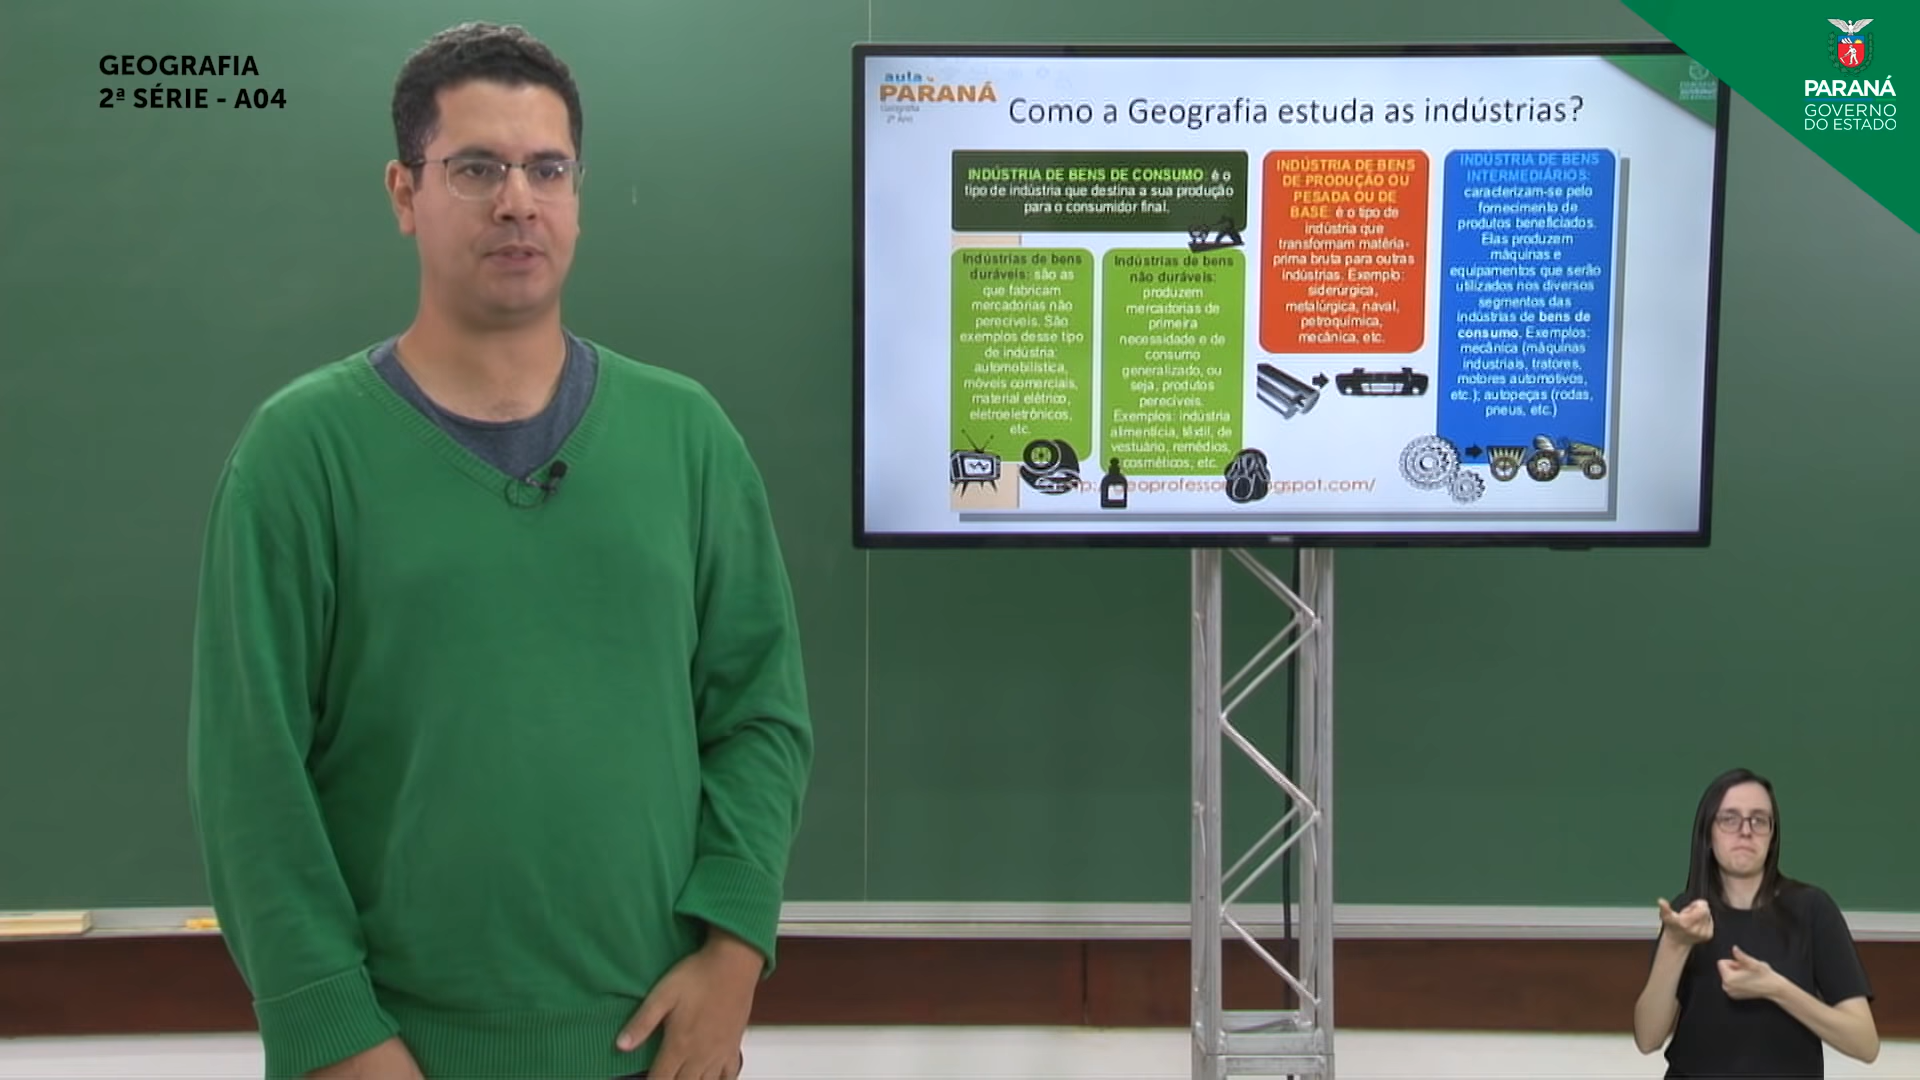 GEOGRAFIA
2ª SÉRIE - A04
PARANÁ
GOVERNO
DO ESTADO
aula
PARANÁ
Geografia
2º Ano
Como a Geografia estuda as indústrias?
INDÚSTRIA DE BENS DE CONSUMO: é o
tipo de indústria que destina a sua produção
para o consumidor final.
Indústrias de bens
duráveis: são as
que fabricam
mercadorias não
perecíveis. São
exemplos desse tipo
de indústria:
automobilística,
móveis comerciais,
material elétrico,
eletroeletrônicos,
etc.
Indústrias de bens
não duráveis:
produzem
mercadorias de
primeira
necessidade e de
consumo
generalizado, ou
seja, produtos
perecíveis.
Exemplos: indústria
alimentícia, têxtil, de
vestuário, remédios,
cosméticos, etc.
INDÚSTRIA DE BENS
DE PRODUÇÃO OU
PESADA OU DE
BASE: é o tipo de
indústria que
transformam matéria-
prima bruta para outras
indústrias. Exemplo:
siderúrgica,
metalúrgica, naval,
petroquímica,
mecânica, etc.
INDÚSTRIA DE BENS
INTERMEDIÁRIOS:
caracterizam-se pelo
fornecimento de
produtos beneficiados.
Elas produzem
máquinas e
equipamentos que serão
utilizados nos diversos
segmentos das
indústrias de bens de
consumo. Exemplos:
mecânica (máquinas
industriais, tratores,
motores automotivos,
etc.); autopeças (rodas,
pneus, etc.)